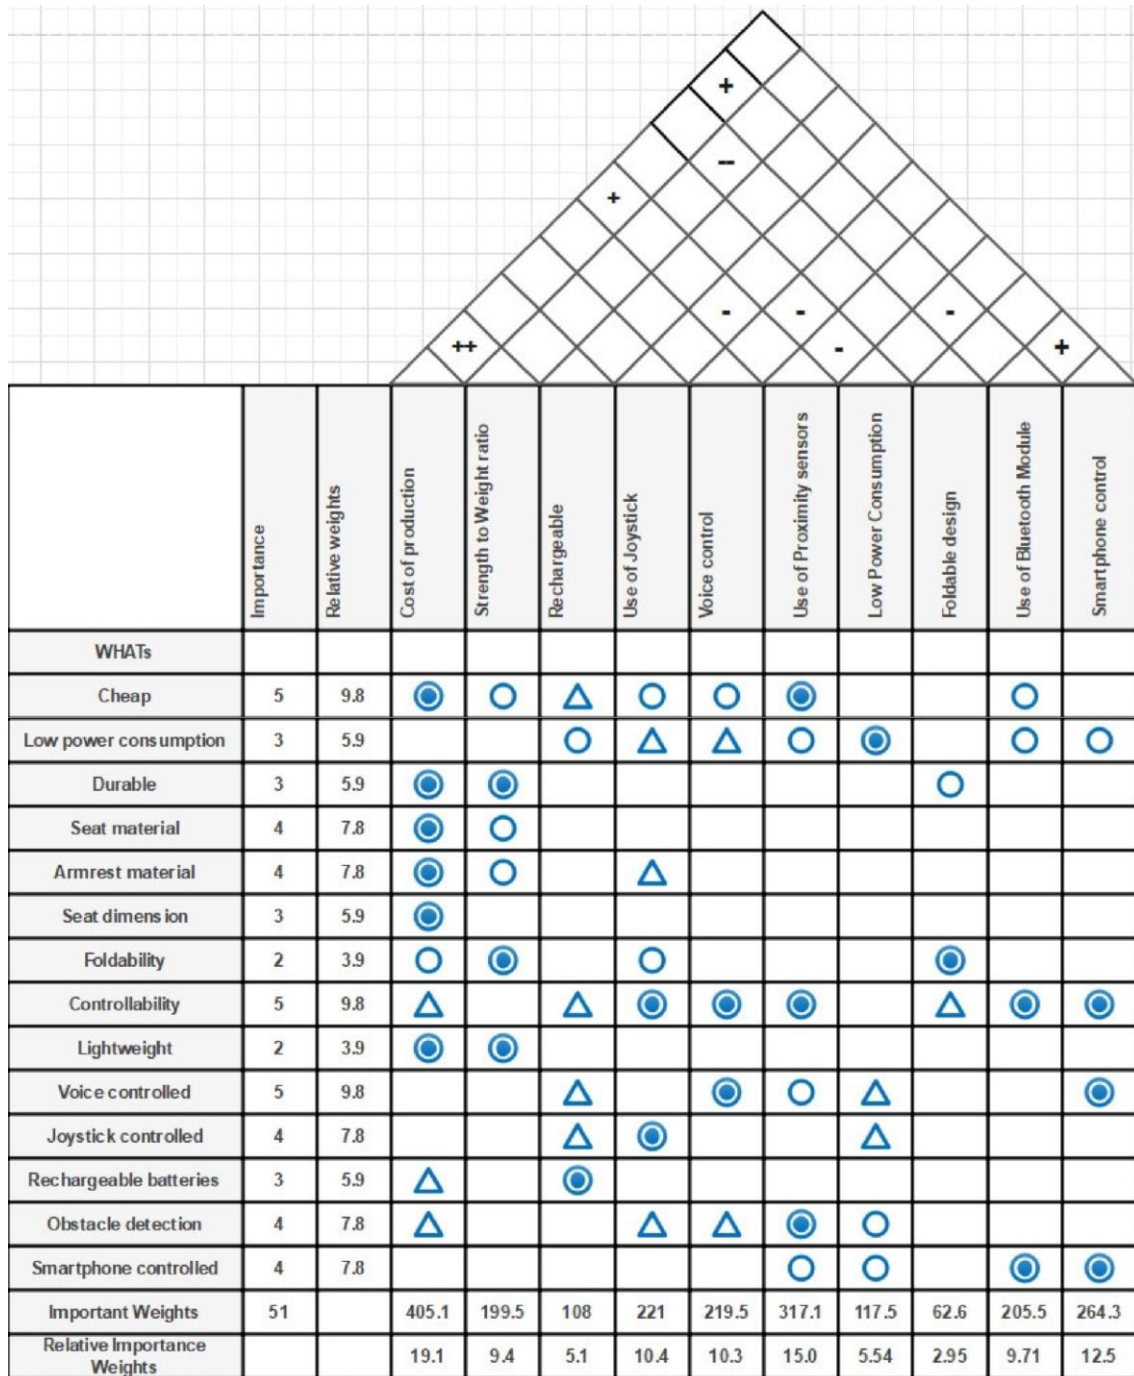 +
--
+
- - -
++ - +
Importance
Relative weights
Cost of production
Strength to Weight ratio
Rechargeable
Use of Joystick
Voice control
Use of Proximity sensors
Low Power Consumption
Foldable design
Use of Bluetooth Module
Smartphone control
WHATs
Cheap 5 9.8
Low power consumption 3 5.9
Durable 3 5.9
Seat material 4 7.8
Armrest material 4 7.8
Seat dimension 3 5.9
Foldability 2 3.9
Controllability 5 9.8
Lightweight 2 3.9
Voice controlled 5 9.8
Joystick controlled 4 7.8
Rechargeable batteries 3 5.9
Obstacle detection 4 7.8
Smartphone controlled 4 7.8
Important Weights 51 405.1 199.5 108 221 219.5 317.1 117.5 62.6 205.5 264.3
Relative Importance
Weights 19.1 9.4 5.1 10.4 10.3 15.0 5.54 2.95 9.71 12.5